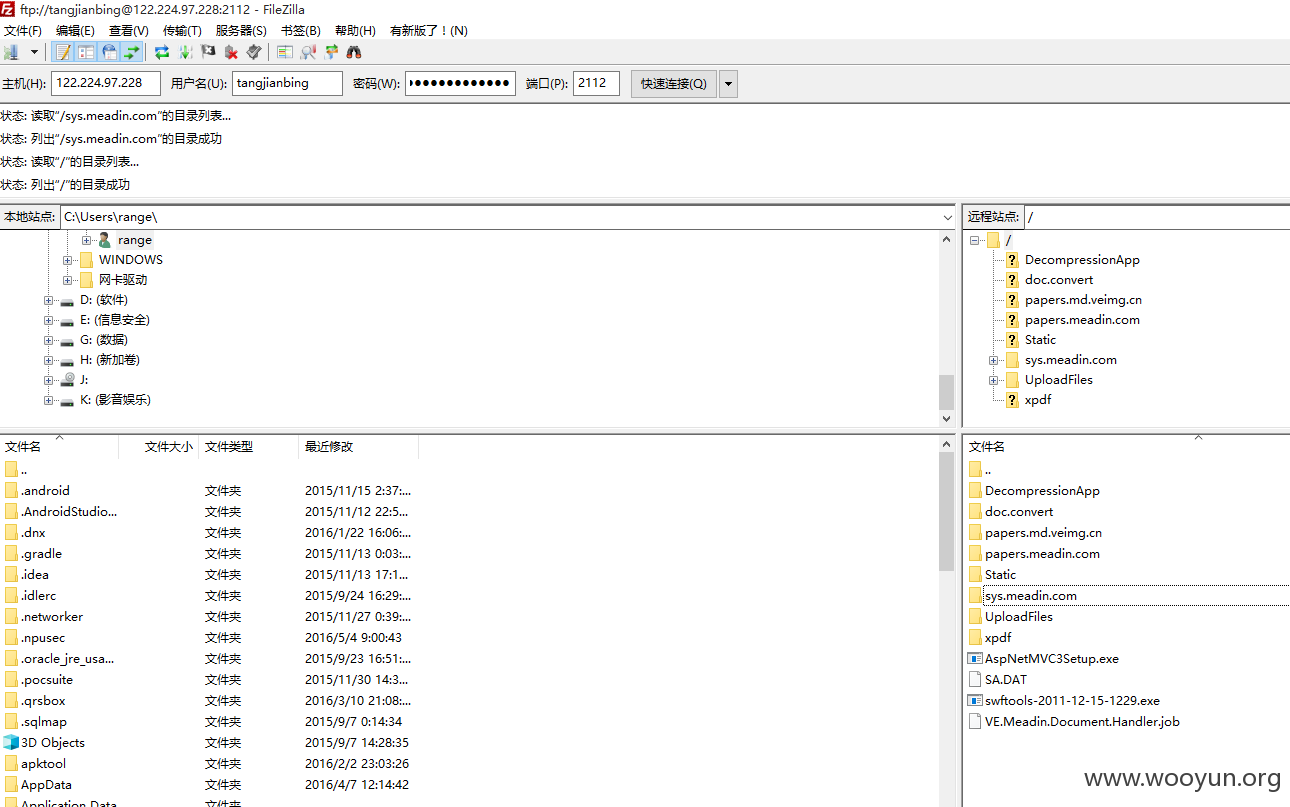 ftp://tangjianbing@122.224.97.228:2112 - FileZilla
文件(F) 编辑(E) 查看(V) 传输(T) 服务器(S) 书签(B) 帮助(H) 有新版了！(N)
主机(H): 122.224.97.228 用户名(U): tangjianbing 密码(W): ●●●●●●●●●●●●● 端口(P): 2112 快速连接(Q)
状态: 读取“/sys.meadin.com”的目录列表...
状态: 列出“/sys.meadin.com”的目录成功
状态: 读取“/”的目录列表...
状态: 列出“/”的目录成功
本地站点: C:\Users\range\
range
WINDOWS
网卡驱动
D: (软件)
E: (信息安全)
G: (数据)
H: (新加卷)
J:
K: (影音娱乐)
远程站点: /
/
DecompressionApp
doc.convert
papers.md.veimg.cn
papers.meadin.com
Static
sys.meadin.com
UploadFiles
xpdf
文件名 文件大小 文件类型 最近修改
..
.android 文件夹 2015/11/15 2:37:...
.AndroidStudio... 文件夹 2015/11/12 22:5...
.dnx 文件夹 2016/1/22 16:06:...
.gradle 文件夹 2015/11/13 0:03:...
.idea 文件夹 2015/11/13 17:1...
.idlerc 文件夹 2015/9/24 16:29:...
.networker 文件夹 2015/11/27 0:39:...
.npusec 文件夹 2016/5/4 9:00:43
.oracle_jre_usa... 文件夹 2015/9/23 16:51:...
.pocsuite 文件夹 2015/11/30 14:3...
.qrsbox 文件夹 2016/3/10 21:08:...
.sqlmap 文件夹 2015/9/7 0:14:34
3D Objects 文件夹 2015/9/7 14:28:35
apktool 文件夹 2016/2/2 23:03:26
AppData 文件夹 2016/4/7 12:14:42
Application Data 文件夹
文件名
..
DecompressionApp
doc.convert
papers.md.veimg.cn
papers.meadin.com
Static
sys.meadin.com
UploadFiles
xpdf
AspNetMVC3Setup.exe
SA.DAT
swftools-2011-12-15-1229.exe
VE.Meadin.Document.Handler.job
www.wooyun.org